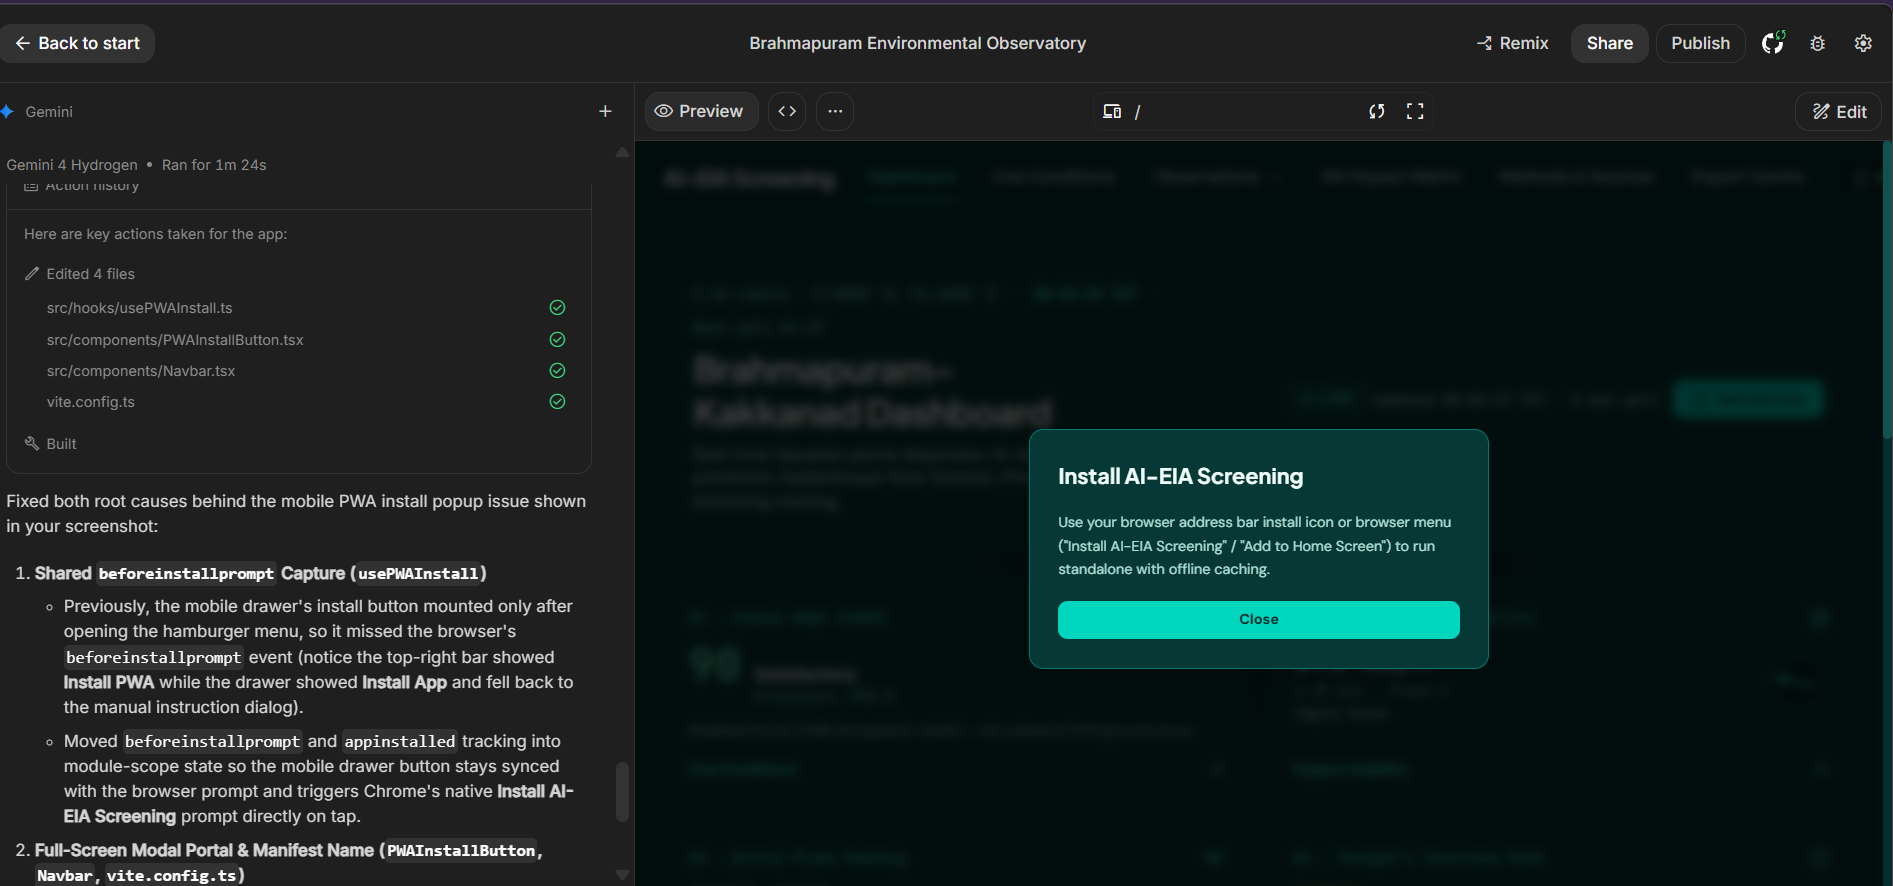 Back to start
Brahmapuram Environmental Observatory
Remix
Share
Publish
Gemini
Preview
/
Edit
Gemini 4 Hydrogen • Ran for 1m 24s
Action history
Here are key actions taken for the app:
Edited 4 files
src/hooks/usePWAInstall.ts
src/components/PWAInstallButton.tsx
src/components/Navbar.tsx
vite.config.ts
Built
Fixed both root causes behind the mobile PWA install popup issue shown
in your screenshot:
1. Shared beforeinstallprompt Capture (usePWAInstall)
Previously, the mobile drawer's install button mounted only after
opening the hamburger menu, so it missed the browser's
beforeinstallprompt event (notice the top-right bar showed
Install PWA while the drawer showed Install App and fell back to
the manual instruction dialog).
Moved beforeinstallprompt and appinstalled tracking into
module-scope state so the mobile drawer button stays synced
with the browser prompt and triggers Chrome's native Install AI-
EIA Screening prompt directly on tap.
2. Full-Screen Modal Portal & Manifest Name (PWAInstallButton,
Navbar, vite.config.ts)
AI-EIA Screening
Dashboard
Brahmapuram–
Kakkanad Dashboard
90
Install AI-EIA Screening
Use your browser address bar install icon or browser menu
("Install AI-EIA Screening" / "Add to Home Screen") to run
standalone with offline caching.
Close